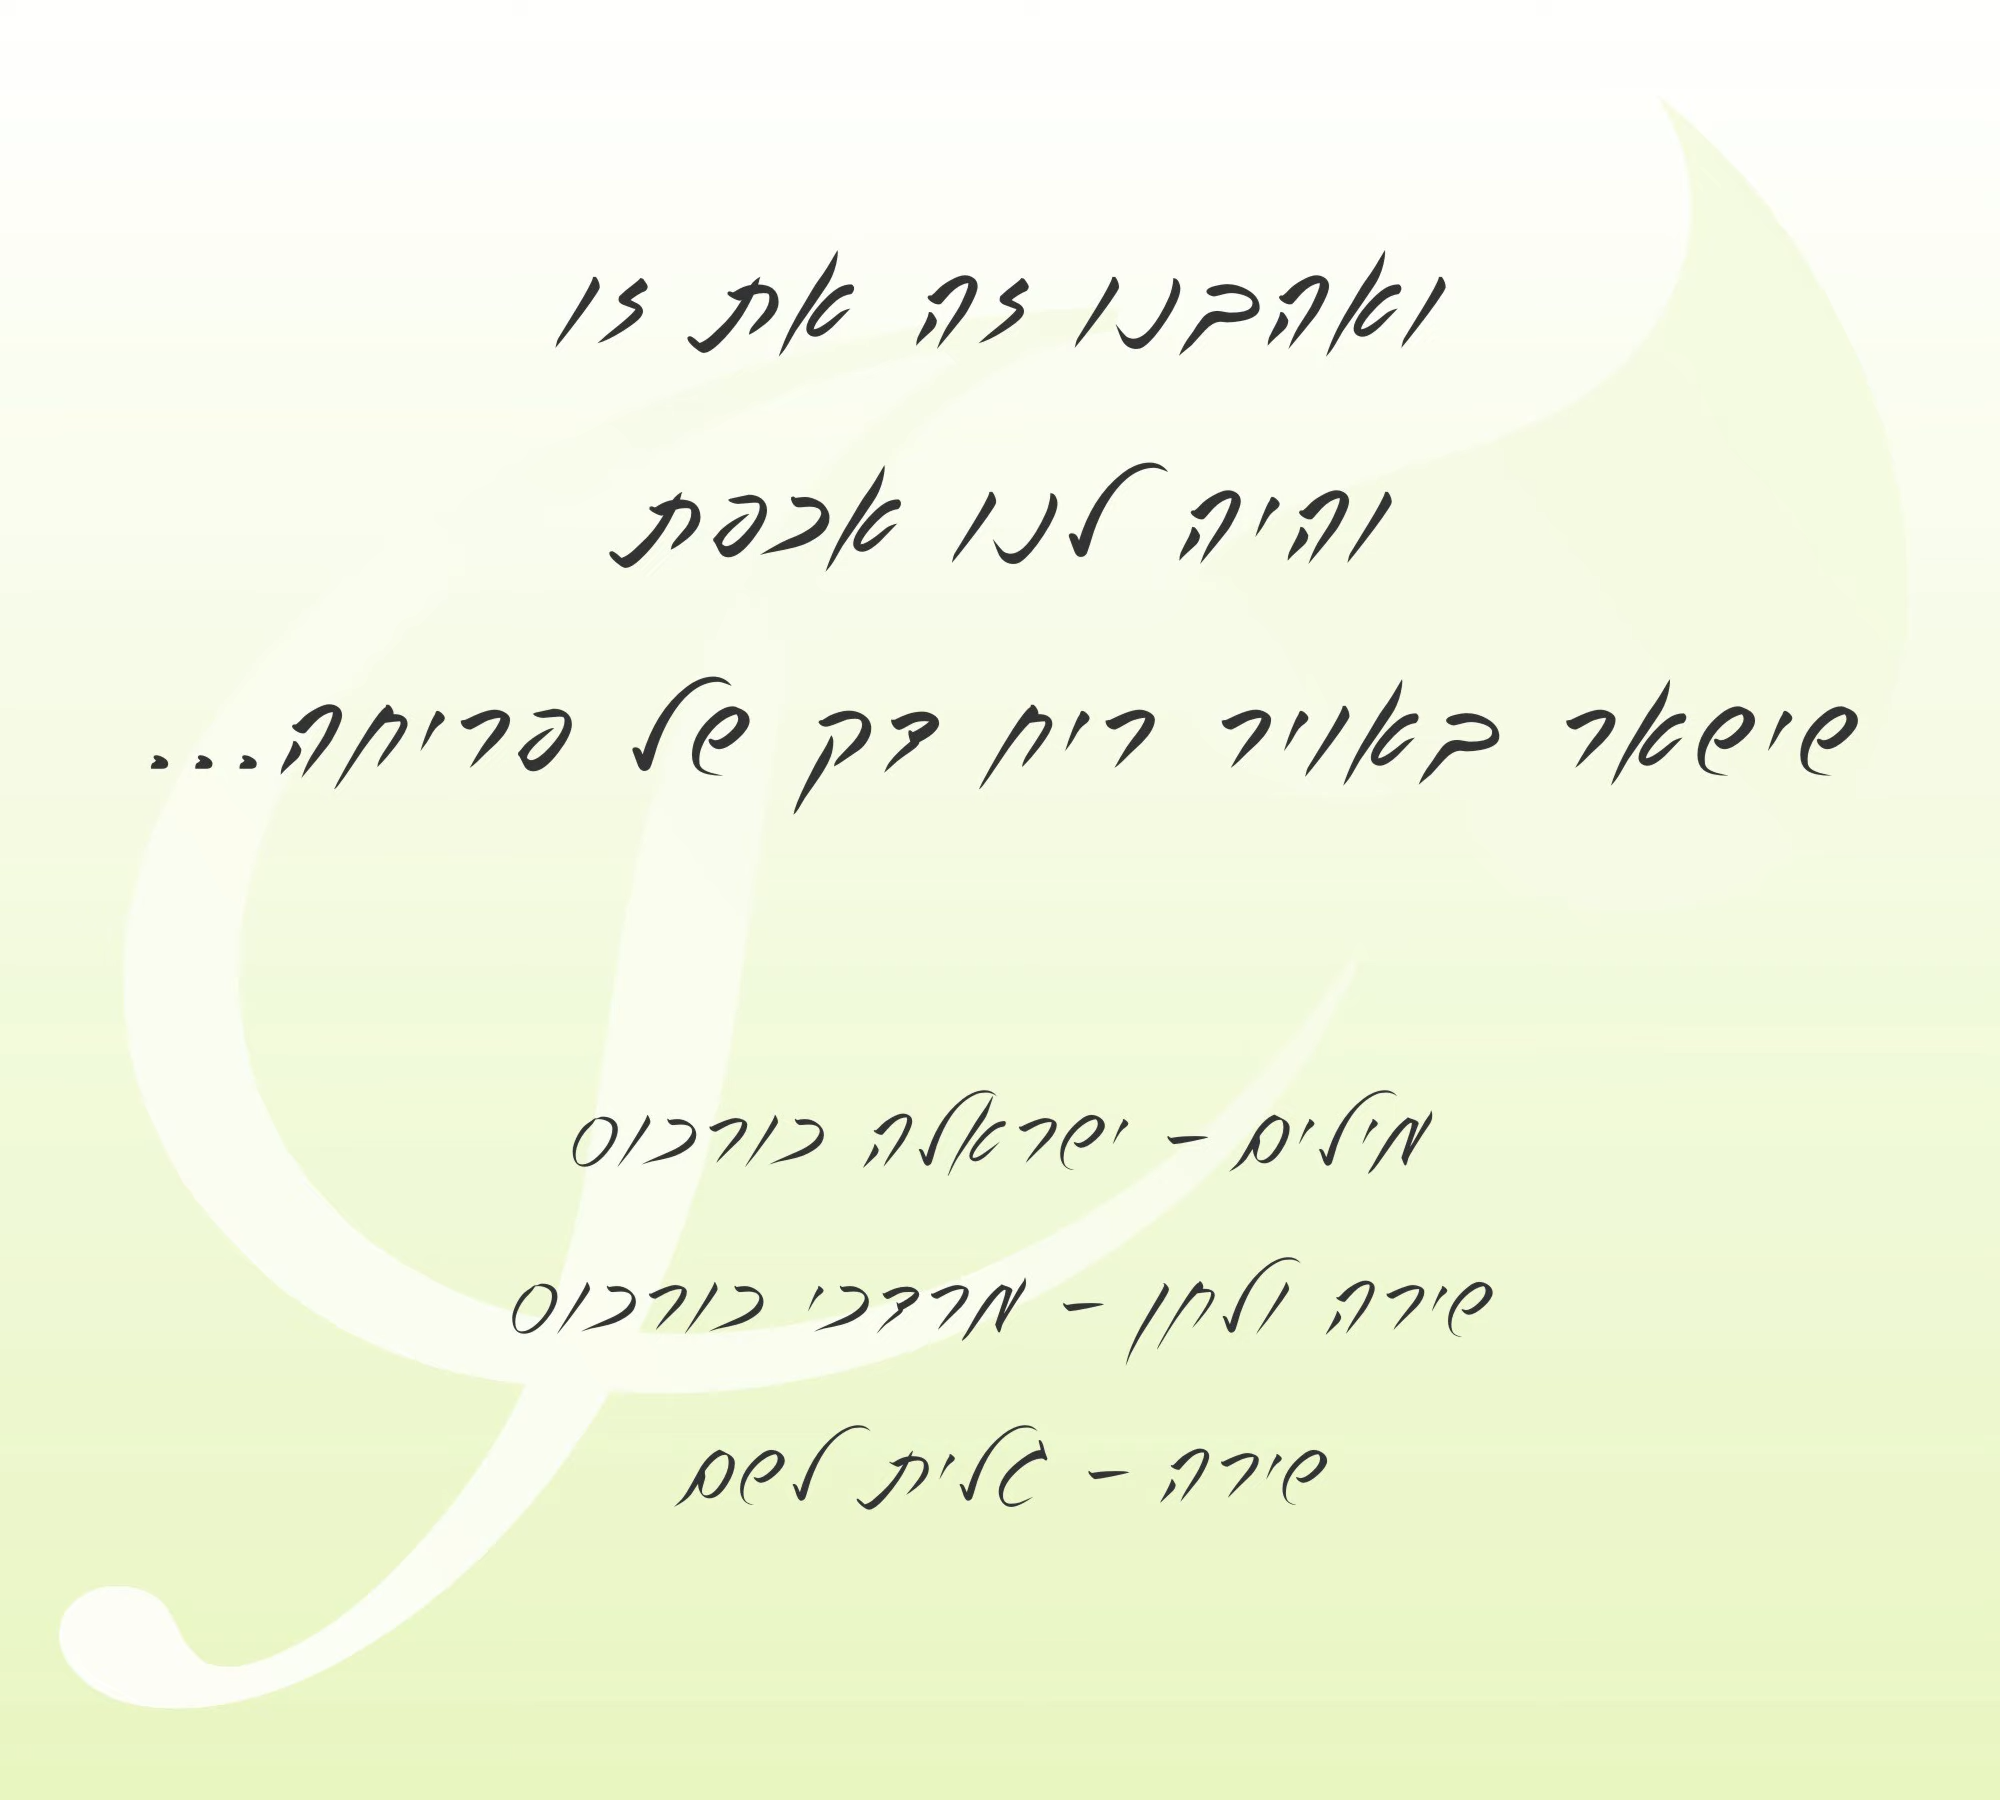 ואהבנו זה את זו
והיה לנו אכפת
שישאר באויר ריח רק של פריחה...
מילים – ישראלה כורכוס
שירה ולחן – מרדכי כורכוס
שירה – גלית לשם